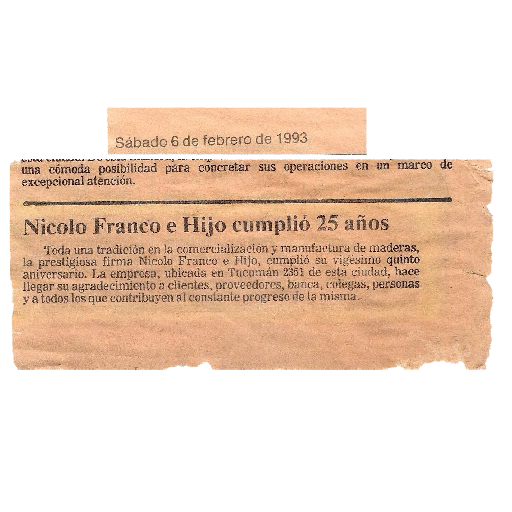 Sábado 6 de febrero de 1993
una cómoda posibilidad para concretar sus operaciones en un marco de
excepcional atención.
Nicolo Franco e Hijo cumplió 25 años
Toda una tradición en la comercialización y manufactura de maderas,
la prestigiosa firma Nicolo Franco e Hijo, cumplió su vigésimo quinto
aniversario. La empresa, ubicada en Tucumán 2361 de esta ciudad, hace
llegar su agradecimiento a clientes, proveedores, banca, colegas, personas
y a todos los que contribuyen al constante progreso de la misma.